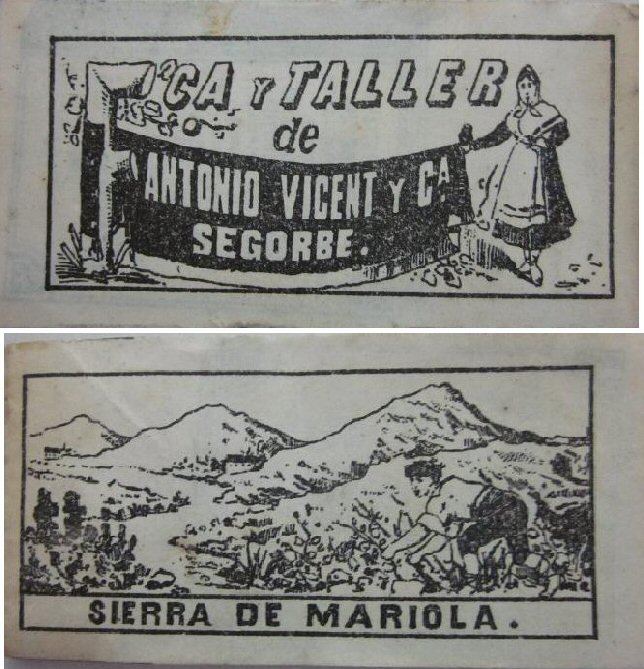 CA Y TALLER
de
ANTONIO VICENT Y CA
SEGORBE.
SIERRA DE MARIOLA.